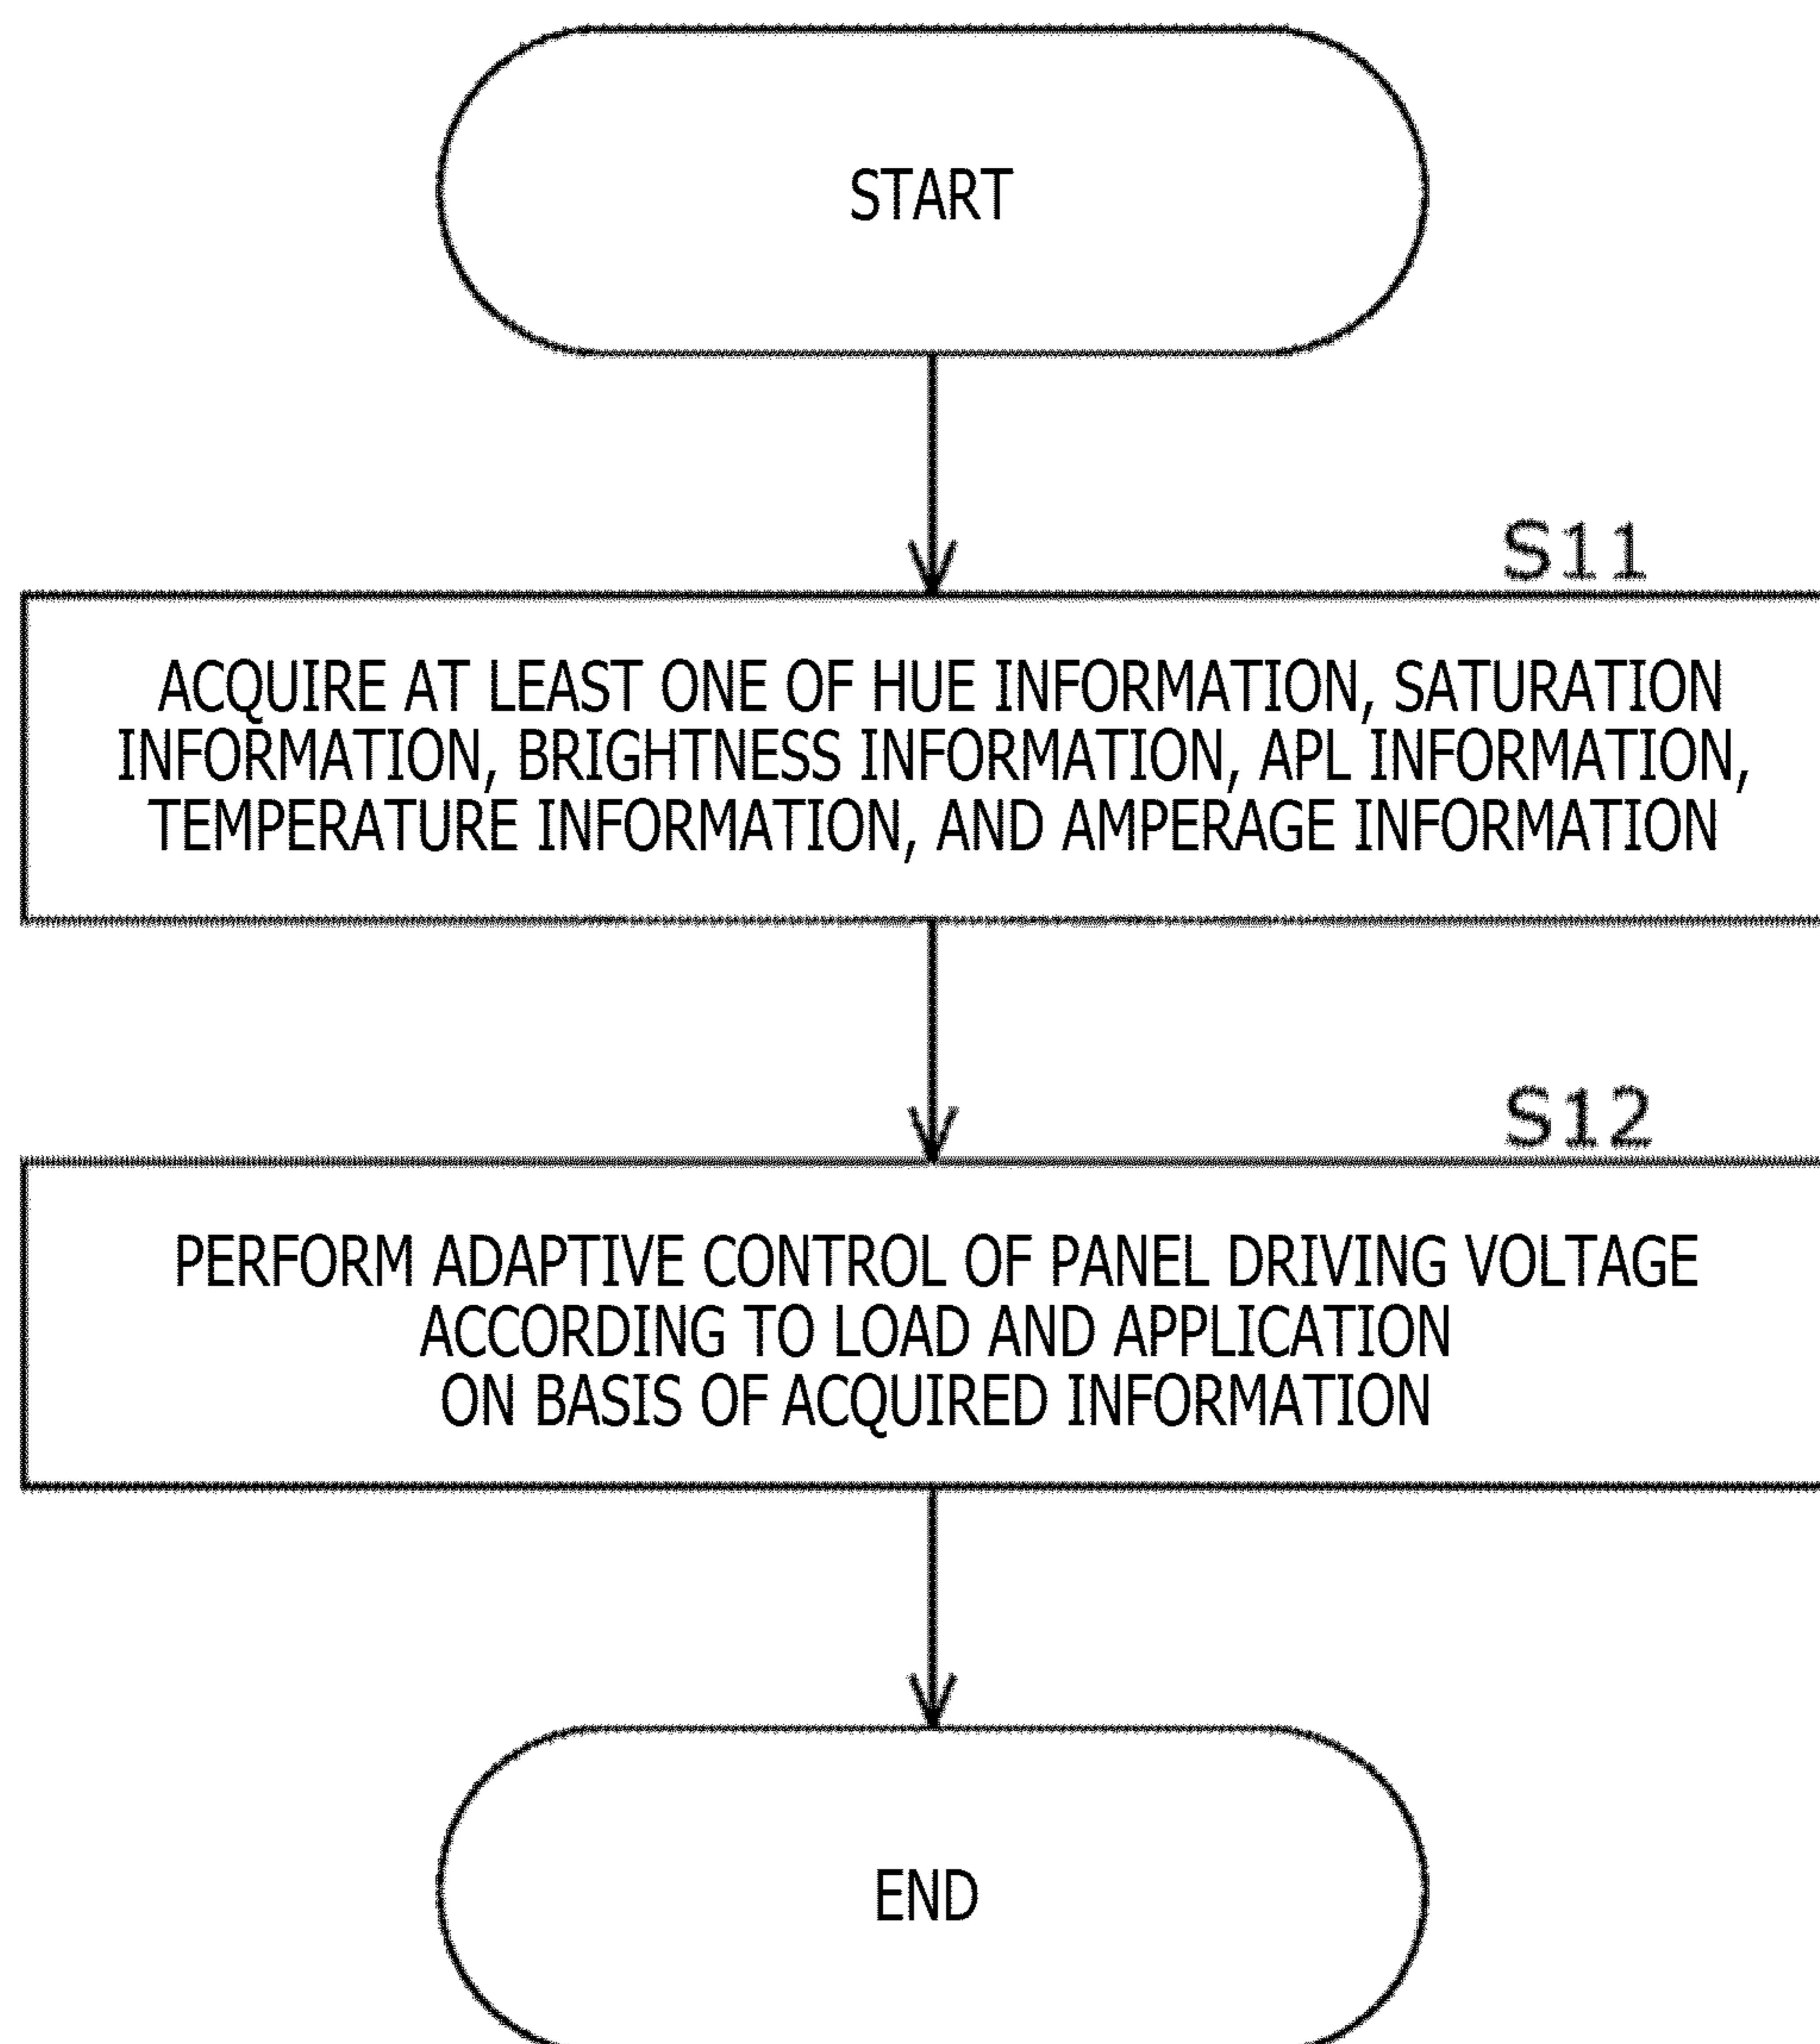 START
S11
ACQUIRE AT LEAST ONE OF HUE INFORMATION, SATURATION
INFORMATION, BRIGHTNESS INFORMATION, APL INFORMATION,
TEMPERATURE INFORMATION, AND AMPERAGE INFORMATION
S12
PERFORM ADAPTIVE CONTROL OF PANEL DRIVING VOLTAGE
ACCORDING TO LOAD AND APPLICATION
ON BASIS OF ACQUIRED INFORMATION
END